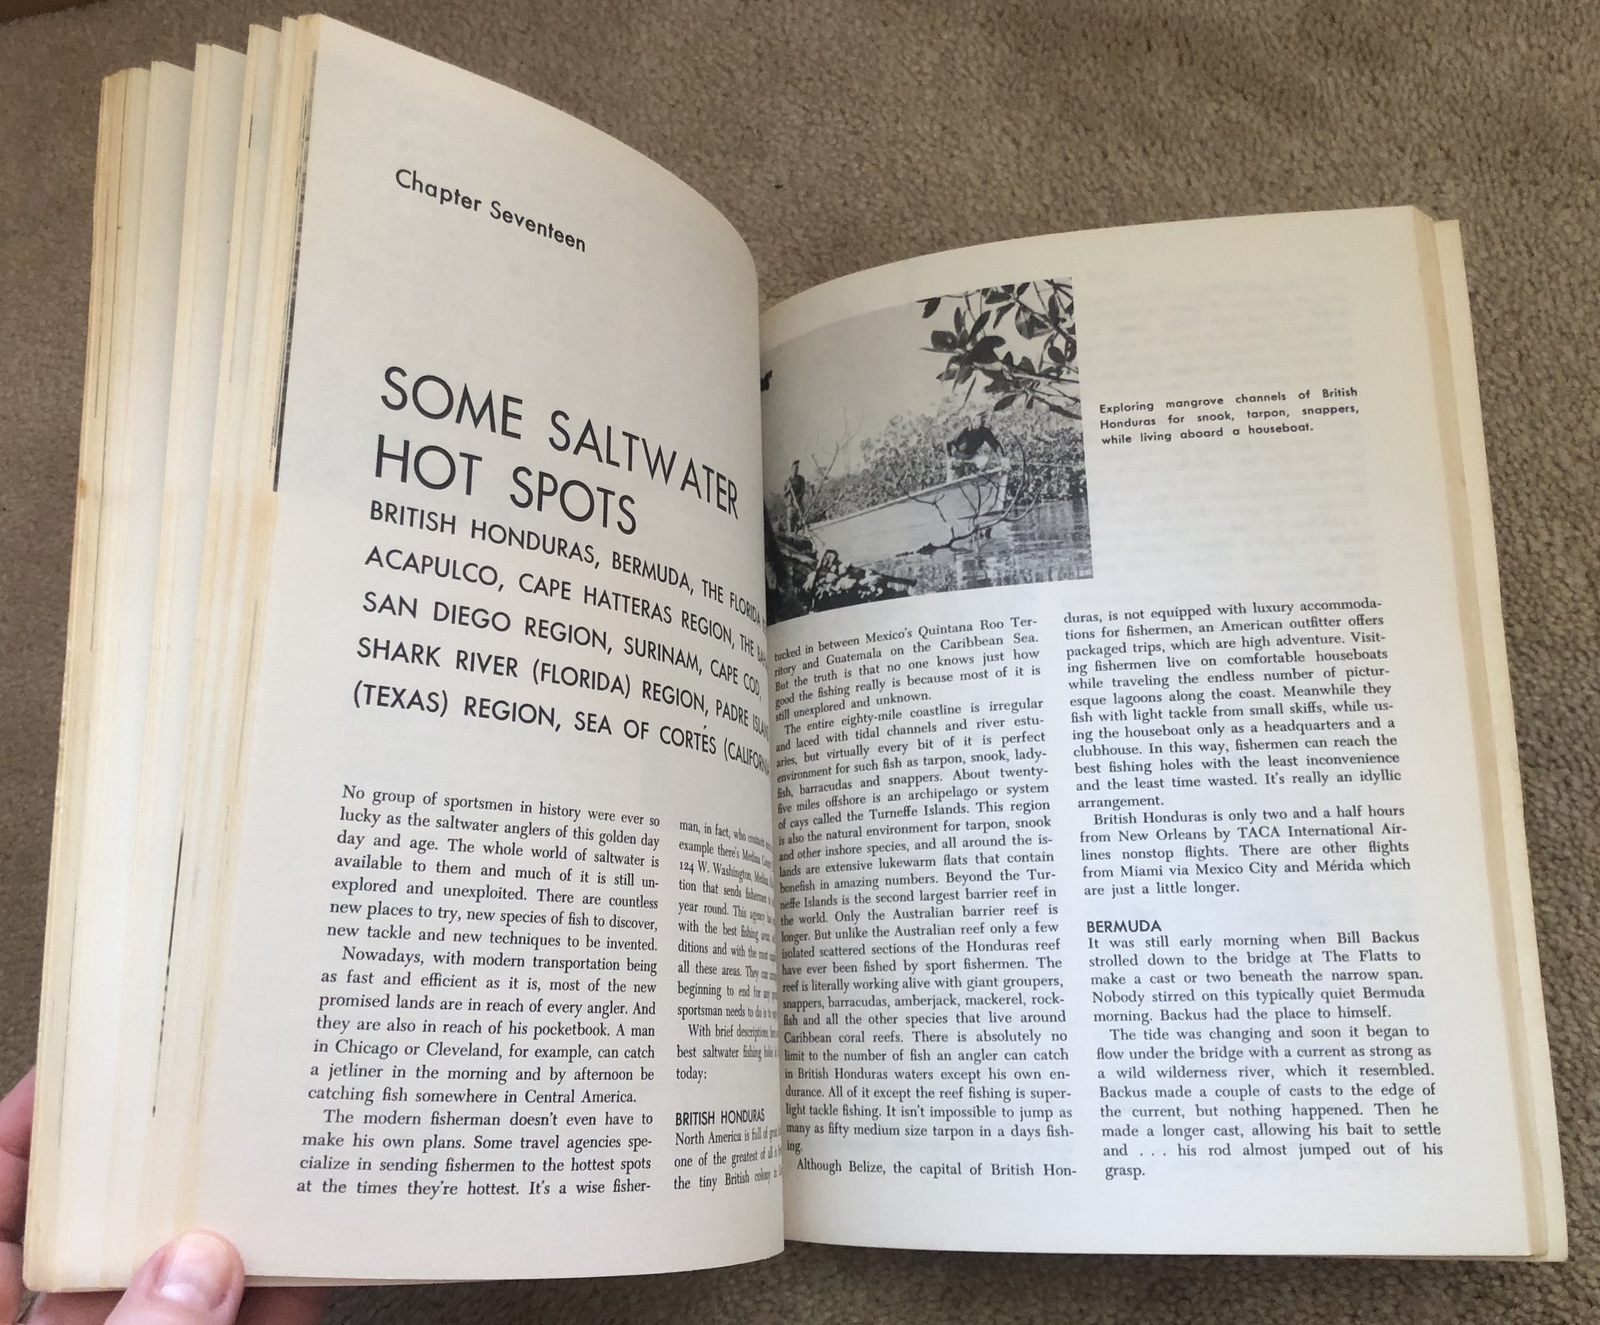 Chapter Seventeen
SOME SALTWATER
HOT SPOTS
BRITISH HONDURAS, BERMUDA, THE FLORIDA
ACAPULCO, CAPE HATTERAS REGION, THE
SAN DIEGO REGION, SURINAM, CAPE COD,
SHARK RIVER (FLORIDA) REGION, PADRE
(TEXAS) REGION, SEA OF CORTÉS
No group of sportsmen in history were ever so
lucky as the saltwater anglers of this golden day
day and age. The whole world of saltwater is
available to them and much of it is still un-
explored and unexploited. There are countless
new places to try, new species of fish to discover,
new tackle and new techniques to be invented.
Nowadays, with modern transportation being
as fast and efficient as it is, most of the new
promised lands are in reach of every angler. And
they are also in reach of his pocketbook. A man
in Chicago or Cleveland, for example, can catch
a jetliner in the morning and by afternoon be
catching fish somewhere in Central America.
The modern fisherman doesn't even have to
make his own plans. Some travel agencies spe-
cialize in sending fishermen to the hottest spots
at the times they're hottest. It's a wise fisher-
man, in fact, who
example there's Medina
124 W. Washington,
tion that sends
year round. This agency
with the best fishing
ditions and with the most
all these areas. They can
beginning to end for any
sportsman needs to do is
With brief descriptions,
best saltwater fishing holes
today:
BRITISH HONDURAS
North America is full of
one of the greatest of all
the tiny British colony
Exploring mangrove channels of British
Honduras for snook, tarpon, snappers,
while living aboard a houseboat.
tucked in between Mexico's Quintana Roo Ter-
ritory and Guatemala on the Caribbean Sea.
But the truth is that no one knows just how
good the fishing really is because most of it is
still unexplored and unknown.
The entire eighty-mile coastline is irregular
and laced with tidal channels and river estu-
aries, but virtually every bit of it is perfect
environment for such fish as tarpon, snook, lady-
fish, barracudas and snappers. About twenty-
five miles offshore is an archipelago or system
of cays called the Turneffe Islands. This region
is also the natural environment for tarpon, snook
and other inshore species, and all around the is-
lands are extensive lukewarm flats that contain
bonefish in amazing numbers. Beyond the Tur-
neffe Islands is the second largest barrier reef in
the world. Only the Australian barrier reef is
longer. But unlike the Australian reef only a few
isolated scattered sections of the Honduras reef
have ever been fished by sport fishermen. The
reef is literally working alive with giant groupers,
snappers, barracudas, amberjack, mackerel, rock-
fish and all the other species that live around
Caribbean coral reefs. There is absolutely no
limit to the number of fish an angler can catch
in British Honduras waters except his own en-
durance. All of it except the reef fishing is super-
light tackle fishing. It isn't impossible to jump as
many as fifty medium size tarpon in a days fish-
ing.
Although Belize, the capital of British Hon-
duras, is not equipped with luxury accommoda-
tions for fishermen, an American outfitter offers
packaged trips, which are high adventure. Visit-
ing fishermen live on comfortable houseboats
while traveling the endless number of pictur-
esque lagoons along the coast. Meanwhile they
fish with light tackle from small skiffs, while us-
ing the houseboat only as a headquarters and a
clubhouse. In this way, fishermen can reach the
best fishing holes with the least inconvenience
and the least time wasted. It's really an idyllic
arrangement.
British Honduras is only two and a half hours
from New Orleans by TACA International Air-
lines nonstop flights. There are other flights
from Miami via Mexico City and Mérida which
are just a little longer.
BERMUDA
It was still early morning when Bill Backus
strolled down to the bridge at The Flatts to
make a cast or two beneath the narrow span.
Nobody stirred on this typically quiet Bermuda
morning. Backus had the place to himself.
The tide was changing and soon it began to
flow under the bridge with a current as strong as
a wild wilderness river, which it resembled.
Backus made a couple of casts to the edge of
the current, but nothing happened. Then he
made a longer cast, allowing his bait to settle
and . . . his rod almost jumped out of his
grasp.